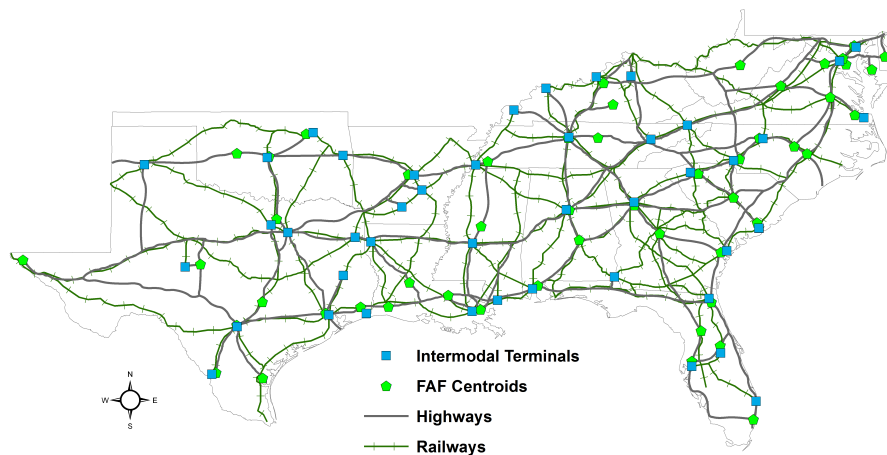 Intermodal Terminals
FAF Centroids
Highways
Railways
N
W E
S